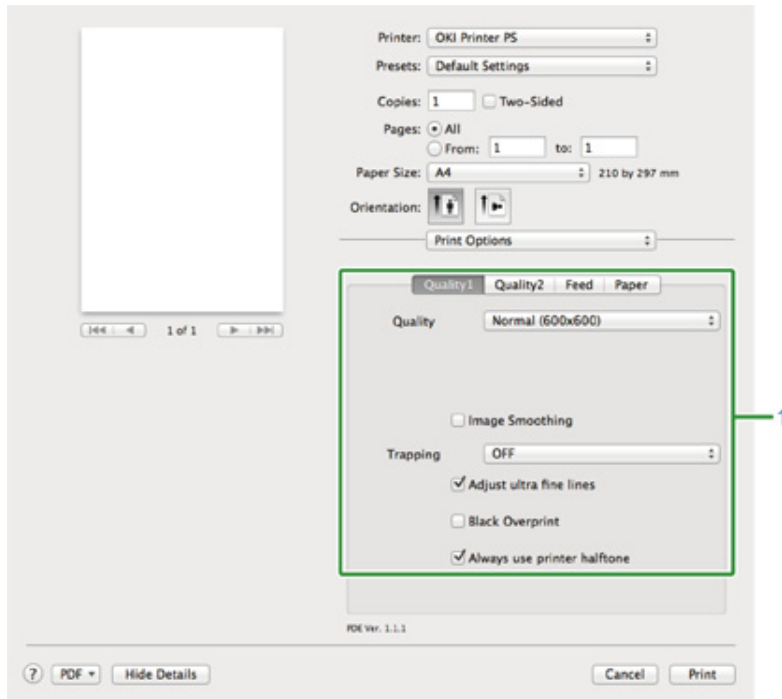 Printer: OKI Printer PS
Presets: Default Settings
Copies: 1 Two-Sided
Pages: All
From: 1 to: 1
Paper Size: A4 210 by 297 mm
Orientation:
Print Options
Quality1 Quality2 Feed Paper
Quality Normal (600x600)
1 of 1
Image Smoothing
Trapping OFF
Adjust ultra fine lines
Black Overprint
Always use printer halftone
PDE Ver. 1.1.1
? PDF Hide Details Cancel Print